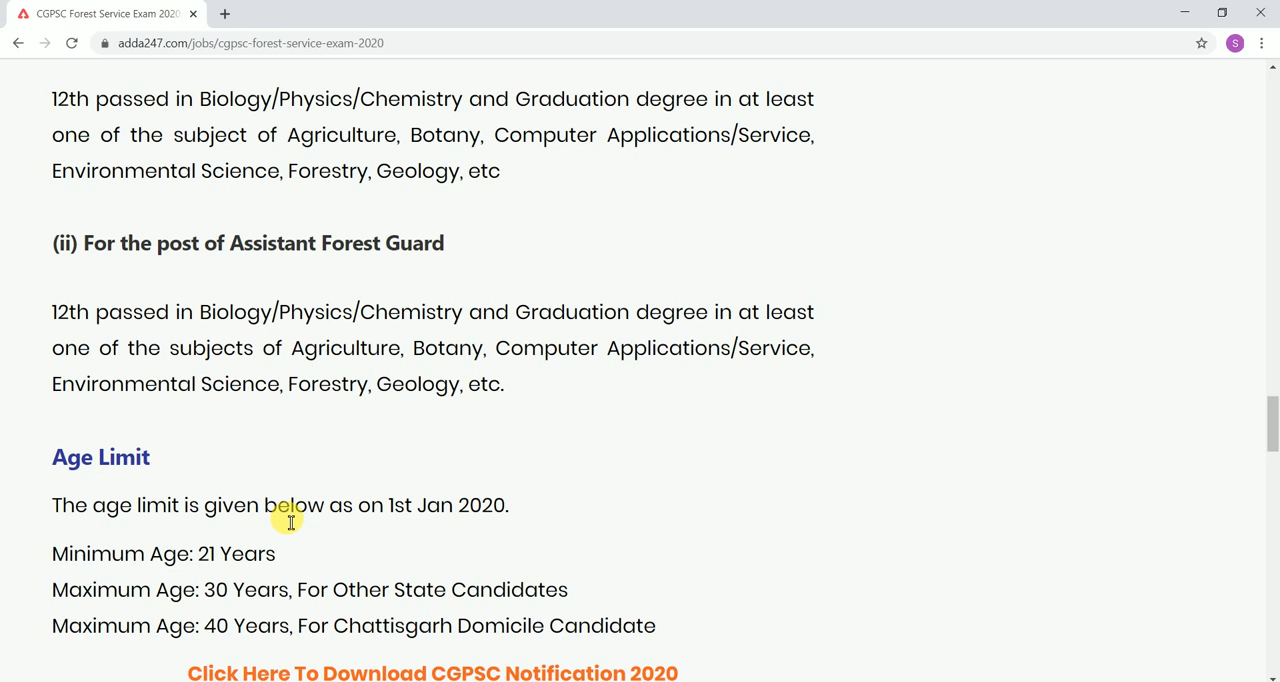 CGPSC Forest Service Exam 2020
adda247.com/jobs/cgpsc-forest-service-exam-2020
S
12th passed in Biology/Physics/Chemistry and Graduation degree in at least
one of the subject of Agriculture, Botany, Computer Applications/Service,
Environmental Science, Forestry, Geology, etc
(ii) For the post of Assistant Forest Guard
12th passed in Biology/Physics/Chemistry and Graduation degree in at least
one of the subjects of Agriculture, Botany, Computer Applications/Service,
Environmental Science, Forestry, Geology, etc.
Age Limit
The age limit is given below as on 1st Jan 2020.
Minimum Age: 21 Years
Maximum Age: 30 Years, For Other State Candidates
Maximum Age: 40 Years, For Chattisgarh Domicile Candidate
Click Here To Download CGPSC Notification 2020